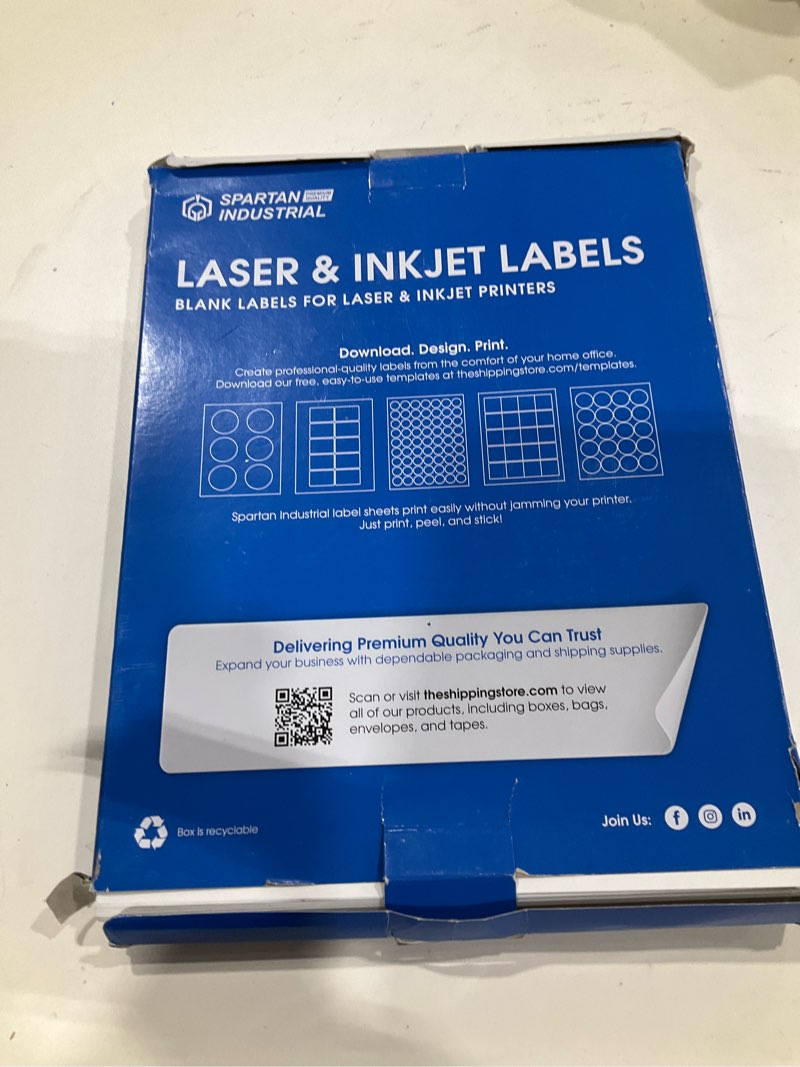 SPARTAN PREMIUM QUALITY
INDUSTRIAL
LASER & INKJET LABELS
BLANK LABELS FOR LASER & INKJET PRINTERS
Download. Design. Print.
Create professional-quality labels from the comfort of your home office.
Download our free, easy-to-use templates at theshippingstore.com/templates.
Spartan Industrial label sheets print easily without jamming your printer.
Just print, peel, and stick!
Delivering Premium Quality You Can Trust
Expand your business with dependable packaging and shipping supplies.
Scan or visit theshippingstore.com to view
all of our products, including boxes, bags,
envelopes, and tapes.
Box is recyclable
Join Us: f in